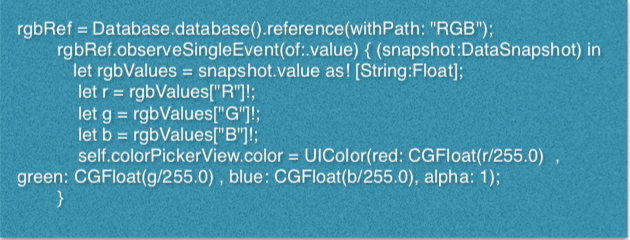 rgbRef = Database.database().reference(withPath: "RGB");
rgbRef.observeSingleEvent(of:.value) { (snapshot:DataSnapshot) in
let rgbValues = snapshot.value as! [String:Float];
let r = rgbValues["R"]!;
let g = rgbValues["G"]!;
let b = rgbValues["B"]!;
self.colorPickerView.color = UIColor(red: CGFloat(r/255.0) ,
green: CGFloat(g/255.0) , blue: CGFloat(b/255.0), alpha: 1);
}